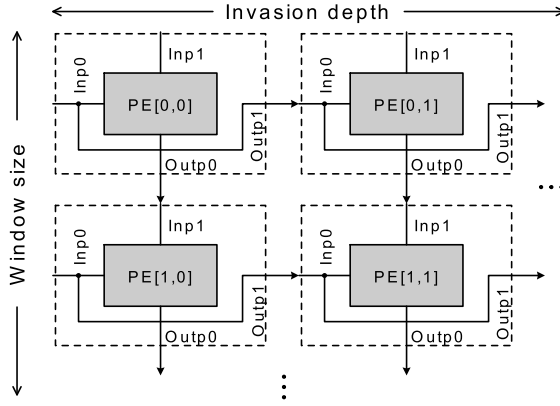 Invasion depth
Window size
Inp0
Inp1
PE[0,0]
Outp0
Outp1
Inp0
Inp1
PE[0,1]
Outp0
Outp1
...
Inp0
Inp1
PE[1,0]
Outp0
Outp1
Inp0
Inp1
PE[1,1]
Outp0
Outp1
...